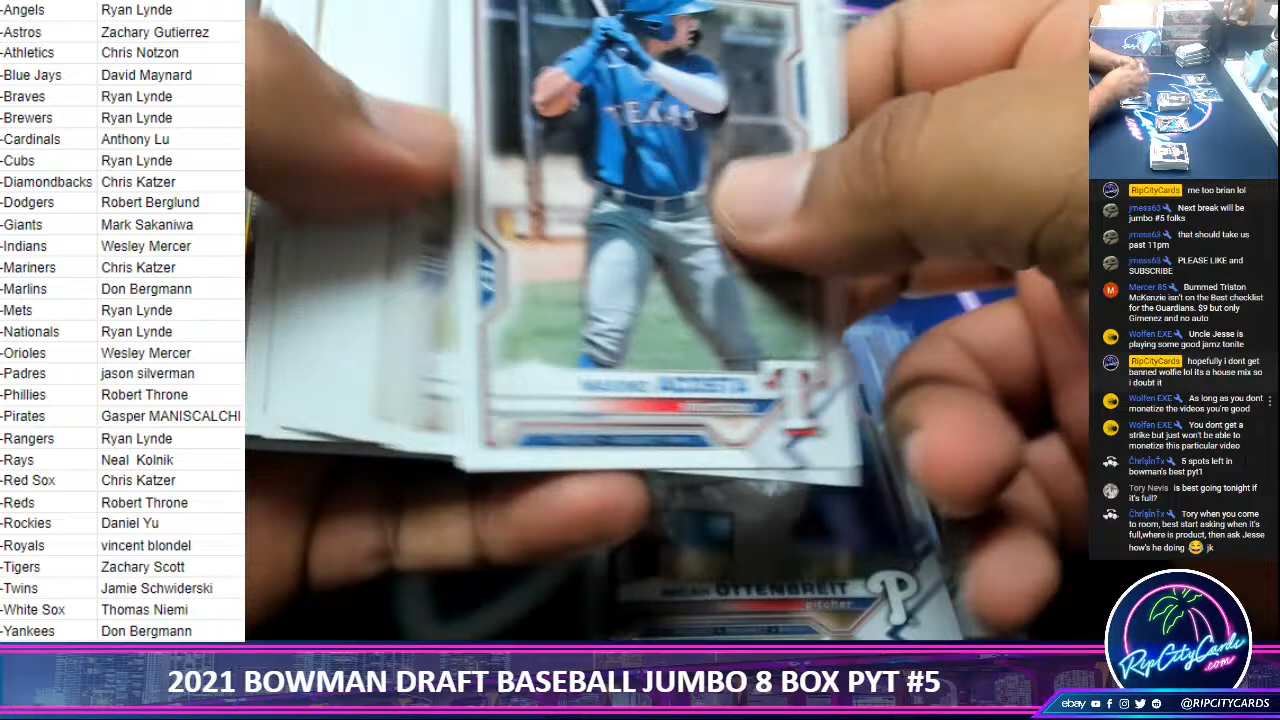 -Angels Ryan Lynde
-Astros Zachary Gutierrez
-Athletics Chris Notzon
-Blue Jays David Maynard
-Braves Ryan Lynde
-Brewers Ryan Lynde
-Cardinals Anthony Lu
-Cubs Ryan Lynde
-Diamondbacks Chris Katzer
-Dodgers Robert Berglund
-Giants Mark Sakaniwa
-Indians Wesley Mercer
-Mariners Chris Katzer
-Marlins Don Bergmann
-Mets Ryan Lynde
-Nationals Ryan Lynde
-Orioles Wesley Mercer
-Padres jason silverman
-Phillies Robert Throne
-Pirates Gasper MANISCALCHI
-Rangers Ryan Lynde
-Rays Neal Kolnik
-Red Sox Chris Katzer
-Reds Robert Throne
-Rockies Daniel Yu
-Royals vincent blondel
-Tigers Zachary Scott
-Twins Jamie Schwiderski
-White Sox Thomas Niemi
-Yankees Don Bergmann
TEXAS
ACOSTA
T
OTTENBREIT
pitcher
P
RipCityCards me too brian lol
jmess63 Next break will be
jumbo #5 folks
jmess63 that should take us
past 11pm
jmess63 PLEASE LIKE and
SUBSCRIBE
M
Mercer 85 Bummed Triston
McKenzie isn't on the Best checklist
for the Guardians. $9 but only
Gimenez and no auto
Wolfen EXE Uncle Jesse is
playing some good jamz tonite
RipCityCards hopefully i dont get
banned wolfie lol its a house mix so
i doubt it
Wolfen EXE As long as you dont
monetize the videos you're good
Wolfen EXE You dont get a
strike but just won't be able to
monetize this particular video
5 spots left in
bowman's best pyt1
Tory Nevis is best going tonight if
it's full?
Tory when you come
to room, best start asking when it's
full,where is product, then ask Jesse
how's he doing 😂 jk
RipCityCards
.com
2021 BOWMAN DRAFT BASEBALL JUMBO 8 BOX PYT #5
ebay @RIPCITYCARDS